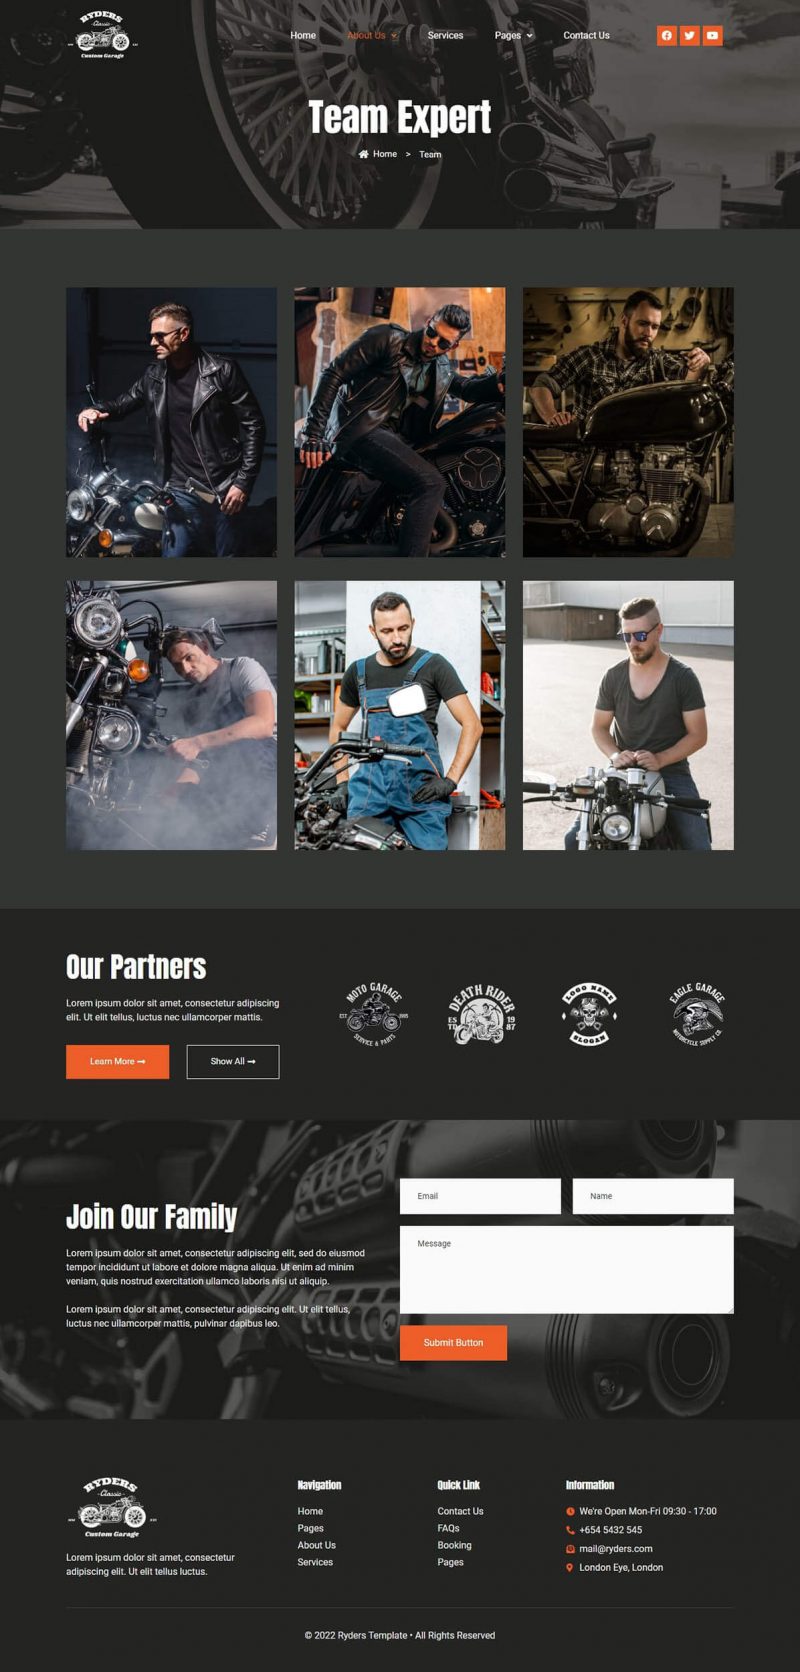 RYDERS
Classic
Custom Garage
Home
About Us
Services
Pages
Contact Us
Team Expert
Home > Team
Our Partners
Lorem ipsum dolor sit amet, consectetur adipiscing
elit. Ut elit tellus, luctus nec ullamcorper mattis.
Learn More
Show All
MOTO GARAGE
EST.
SERVICE & PARTS
DEATH RIDER
ES 19
TD 87
LOGO NAME
SLOGAN
EAGLE GARAGE
MOTORCYCLE SUPPLY CO.
Join Our Family
Lorem ipsum dolor sit amet, consectetur adipiscing elit, sed do eiusmod
tempor incididunt ut labore et dolore magna aliqua. Ut enim ad minim
veniam, quis nostrud exercitation ullamco laboris nisi ut aliquip.
Lorem ipsum dolor sit amet, consectetur adipiscing elit. Ut elit tellus,
luctus nec ullamcorper mattis, pulvinar dapibus leo.
Email
Name
Message
Submit Button
RYDERS
Classic
Custom Garage
Lorem ipsum dolor sit amet, consectetur
adipiscing elit. Ut elit tellus luctus.
Navigation
Home
Pages
About Us
Services
Quick Link
Contact Us
FAQs
Booking
Pages
Information
We're Open Mon-Fri 09:30 - 17:00
+654 5432 545
mail@ryders.com
London Eye, London
© 2022 Ryders Template • All Rights Reserved